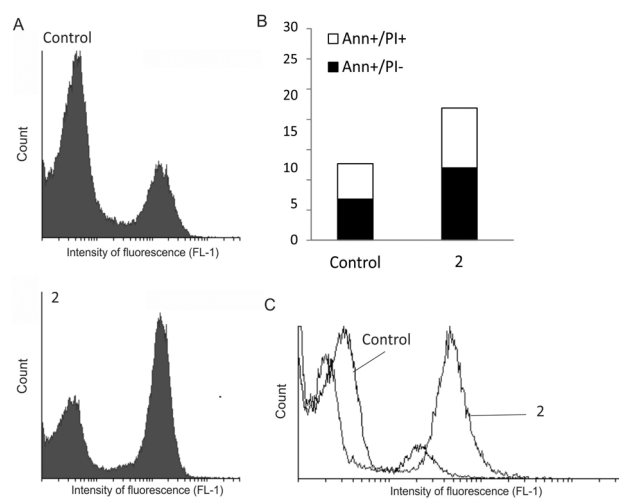 A
Control
Count
Intensity of fluorescence (FL-1)
2
Count
Intensity of fluorescence (FL-1)
B
30
25
20
15
10
5
0
Ann+/PI+
Ann+/PI-
Control
2
C
Control
2
Count
Intensity of fluorescence (FL-1)